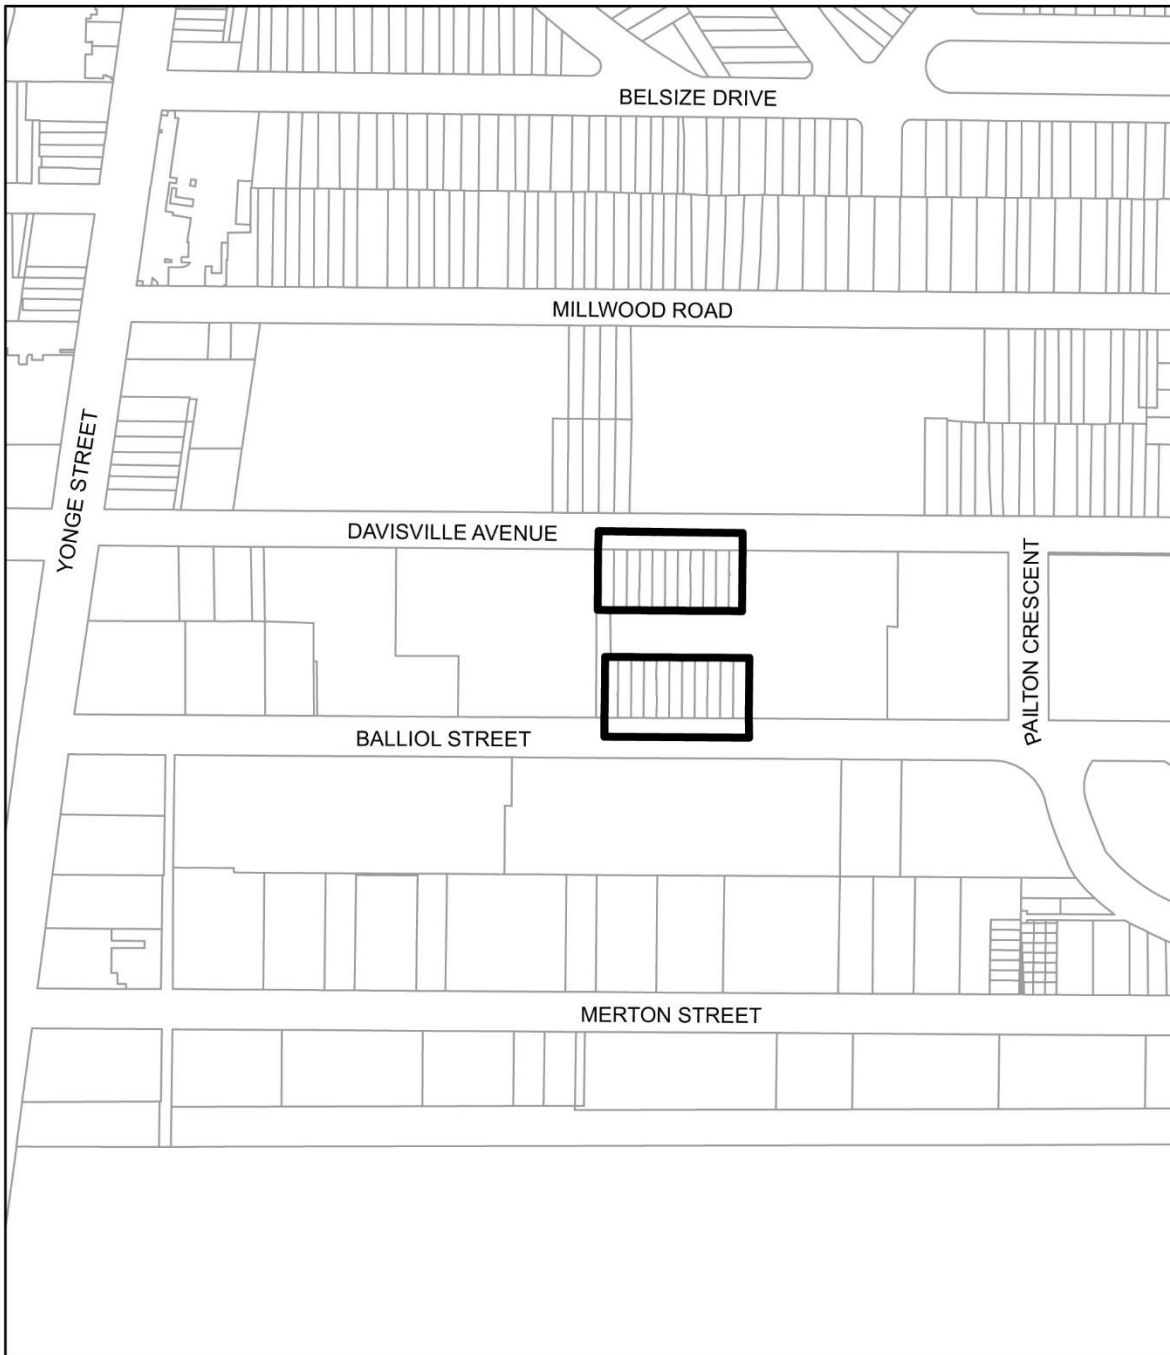 BELSIZE DRIVE
MILLWOOD ROAD
YONGE STREET
DAVISVILLE AVENUE
PAILTON CRESCENT
BALLIOL STREET
MERTON STREET